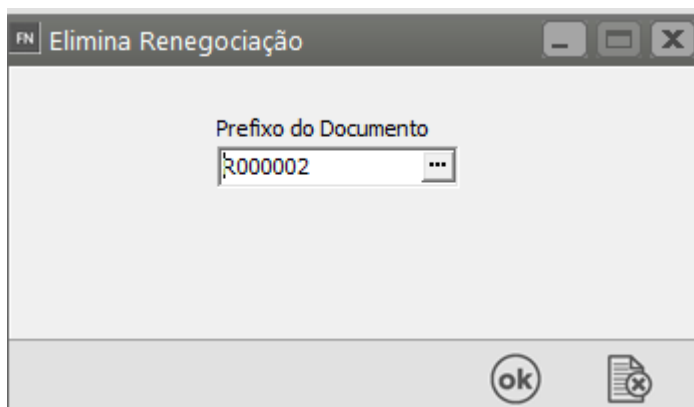 FN Elimina Renegociação
Prefixo do Documento
R000002 ...
ok